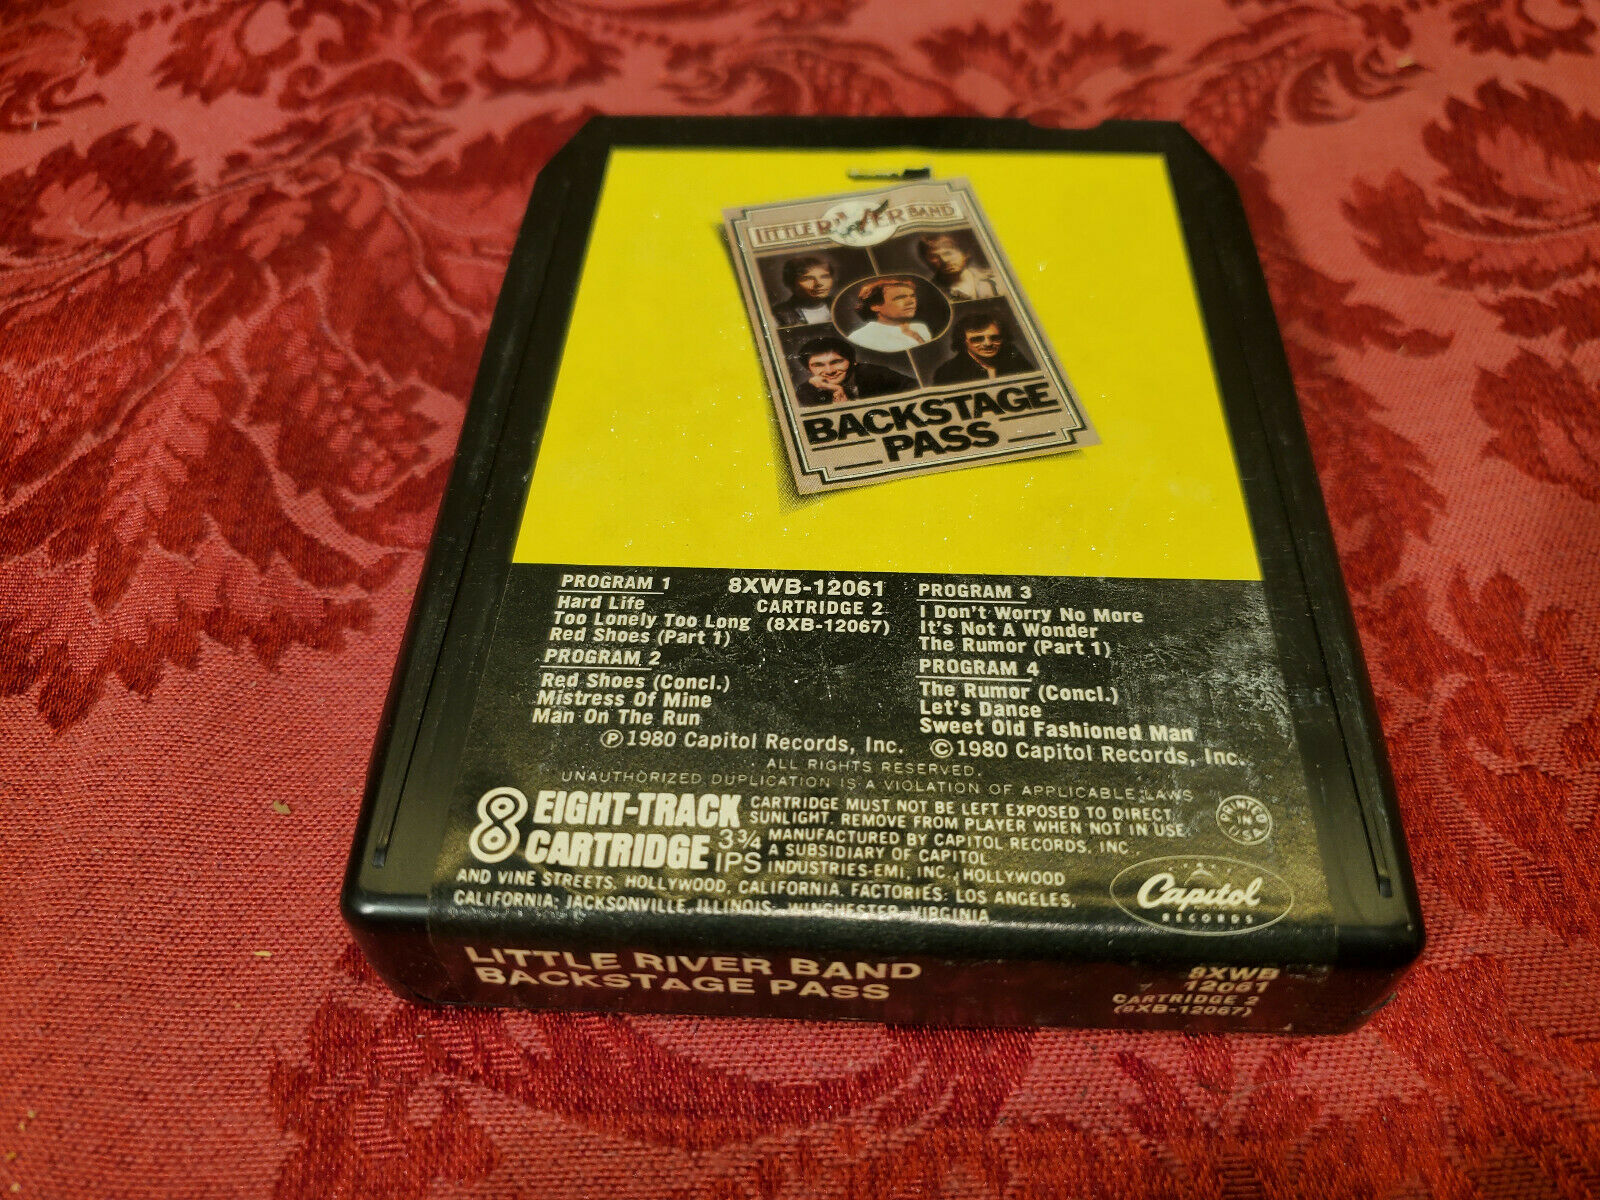 LITTLE RIVER BAND
BACKSTAGE
PASS
PROGRAM 1
Hard Life
Too Lonely Too Long
Red Shoes (Part 1)
PROGRAM 2
Red Shoes (Concl.)
Mistress Of Mine
Man On The Run
8XWB-12061
CARTRIDGE 2
(8XB-12067)
PROGRAM 3
I Don't Worry No More
It's Not A Wonder
The Rumor (Part 1)
PROGRAM 4
The Rumor (Concl.)
Let's Dance
Sweet Old Fashioned Man
Ⓟ1980 Capitol Records, Inc. ©1980 Capitol Records, Inc.
ALL RIGHTS RESERVED.
UNAUTHORIZED DUPLICATION IS A VIOLATION OF APPLICABLE LAWS
8 EIGHT-TRACK
CARTRIDGE
3¾
IPS
CARTRIDGE MUST NOT BE LEFT EXPOSED TO DIRECT
SUNLIGHT. REMOVE FROM PLAYER WHEN NOT IN USE.
MANUFACTURED BY CAPITOL RECORDS, INC.,
A SUBSIDIARY OF CAPITOL
INDUSTRIES-EMI, INC., HOLLYWOOD
AND VINE STREETS, HOLLYWOOD, CALIFORNIA. FACTORIES: LOS ANGELES,
CALIFORNIA; JACKSONVILLE, ILLINOIS; WINCHESTER, VIRGINIA
PRINTED
IN
U.S.A.
Capitol
RECORDS
LITTLE RIVER BAND
BACKSTAGE PASS
8XWB
12061
CARTRIDGE 2
(8XB-12067)